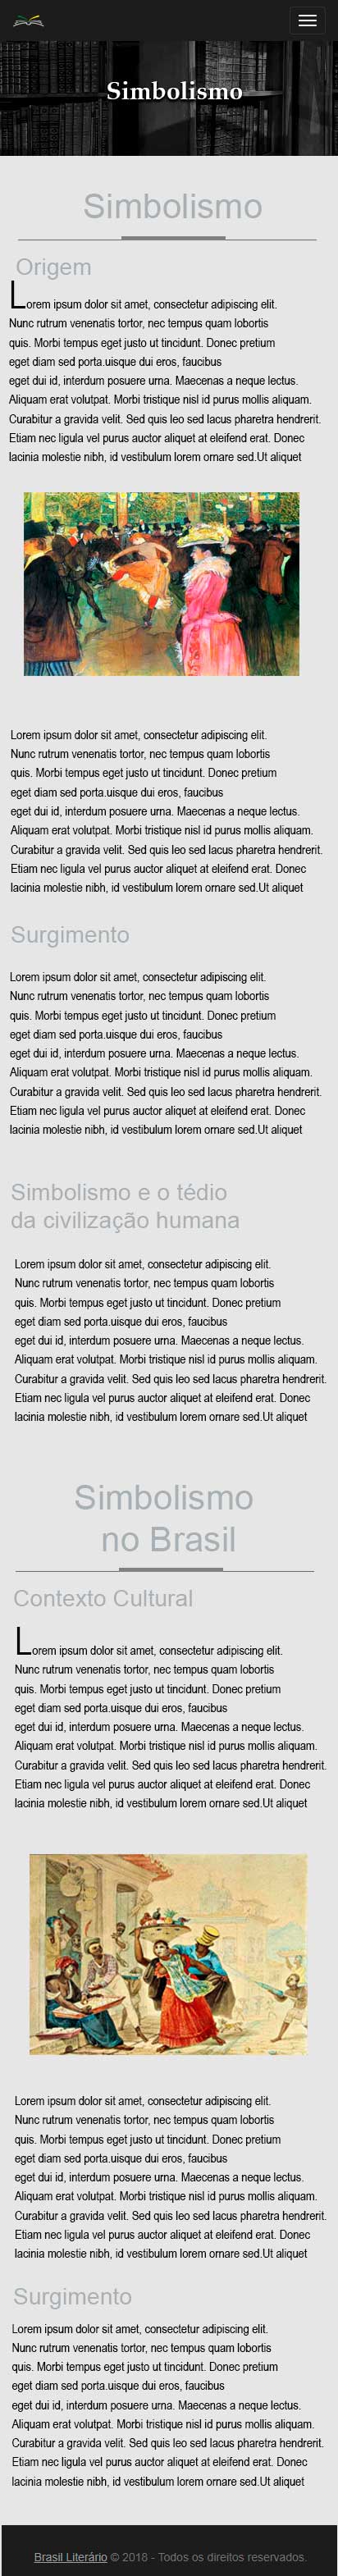 Simbolismo
Simbolismo
Origem
Lorem ipsum dolor sit amet, consectetur adipiscing elit.
Nunc rutrum venenatis tortor, nec tempus quam lobortis
quis. Morbi tempus eget justo ut tincidunt. Donec pretium
eget diam sed porta.uisque dui eros, faucibus
eget dui id, interdum posuere urna. Maecenas a neque lectus.
Aliquam erat volutpat. Morbi tristique nisl id purus mollis aliquam.
Curabitur a gravida velit. Sed quis leo sed lacus pharetra hendrerit.
Etiam nec ligula vel purus auctor aliquet at eleifend erat. Donec
lacinia molestie nibh, id vestibulum lorem ornare sed.Ut aliquet
Lorem ipsum dolor sit amet, consectetur adipiscing elit.
Nunc rutrum venenatis tortor, nec tempus quam lobortis
quis. Morbi tempus eget justo ut tincidunt. Donec pretium
eget diam sed porta.uisque dui eros, faucibus
eget dui id, interdum posuere urna. Maecenas a neque lectus.
Aliquam erat volutpat. Morbi tristique nisl id purus mollis aliquam.
Curabitur a gravida velit. Sed quis leo sed lacus pharetra hendrerit.
Etiam nec ligula vel purus auctor aliquet at eleifend erat. Donec
lacinia molestie nibh, id vestibulum lorem ornare sed.Ut aliquet
Surgimento
Lorem ipsum dolor sit amet, consectetur adipiscing elit.
Nunc rutrum venenatis tortor, nec tempus quam lobortis
quis. Morbi tempus eget justo ut tincidunt. Donec pretium
eget diam sed porta.uisque dui eros, faucibus
eget dui id, interdum posuere urna. Maecenas a neque lectus.
Aliquam erat volutpat. Morbi tristique nisl id purus mollis aliquam.
Curabitur a gravida velit. Sed quis leo sed lacus pharetra hendrerit.
Etiam nec ligula vel purus auctor aliquet at eleifend erat. Donec
lacinia molestie nibh, id vestibulum lorem ornare sed.Ut aliquet
Simbolismo e o tédio
da civilização humana
Lorem ipsum dolor sit amet, consectetur adipiscing elit.
Nunc rutrum venenatis tortor, nec tempus quam lobortis
quis. Morbi tempus eget justo ut tincidunt. Donec pretium
eget diam sed porta.uisque dui eros, faucibus
eget dui id, interdum posuere urna. Maecenas a neque lectus.
Aliquam erat volutpat. Morbi tristique nisl id purus mollis aliquam.
Curabitur a gravida velit. Sed quis leo sed lacus pharetra hendrerit.
Etiam nec ligula vel purus auctor aliquet at eleifend erat. Donec
lacinia molestie nibh, id vestibulum lorem ornare sed.Ut aliquet
Simbolismo
no Brasil
Contexto Cultural
Lorem ipsum dolor sit amet, consectetur adipiscing elit.
Nunc rutrum venenatis tortor, nec tempus quam lobortis
quis. Morbi tempus eget justo ut tincidunt. Donec pretium
eget diam sed porta.uisque dui eros, faucibus
eget dui id, interdum posuere urna. Maecenas a neque lectus.
Aliquam erat volutpat. Morbi tristique nisl id purus mollis aliquam.
Curabitur a gravida velit. Sed quis leo sed lacus pharetra hendrerit.
Etiam nec ligula vel purus auctor aliquet at eleifend erat. Donec
lacinia molestie nibh, id vestibulum lorem ornare sed.Ut aliquet
Lorem ipsum dolor sit amet, consectetur adipiscing elit.
Nunc rutrum venenatis tortor, nec tempus quam lobortis
quis. Morbi tempus eget justo ut tincidunt. Donec pretium
eget diam sed porta.uisque dui eros, faucibus
eget dui id, interdum posuere urna. Maecenas a neque lectus.
Aliquam erat volutpat. Morbi tristique nisl id purus mollis aliquam.
Curabitur a gravida velit. Sed quis leo sed lacus pharetra hendrerit.
Etiam nec ligula vel purus auctor aliquet at eleifend erat. Donec
lacinia molestie nibh, id vestibulum lorem ornare sed.Ut aliquet
Surgimento
Lorem ipsum dolor sit amet, consectetur adipiscing elit.
Nunc rutrum venenatis tortor, nec tempus quam lobortis
quis. Morbi tempus eget justo ut tincidunt. Donec pretium
eget diam sed porta.uisque dui eros, faucibus
eget dui id, interdum posuere urna. Maecenas a neque lectus.
Aliquam erat volutpat. Morbi tristique nisl id purus mollis aliquam.
Curabitur a gravida velit. Sed quis leo sed lacus pharetra hendrerit.
Etiam nec ligula vel purus auctor aliquet at eleifend erat. Donec
lacinia molestie nibh, id vestibulum lorem ornare sed.Ut aliquet
Brasil Literário © 2018 - Todos os direitos reservados.